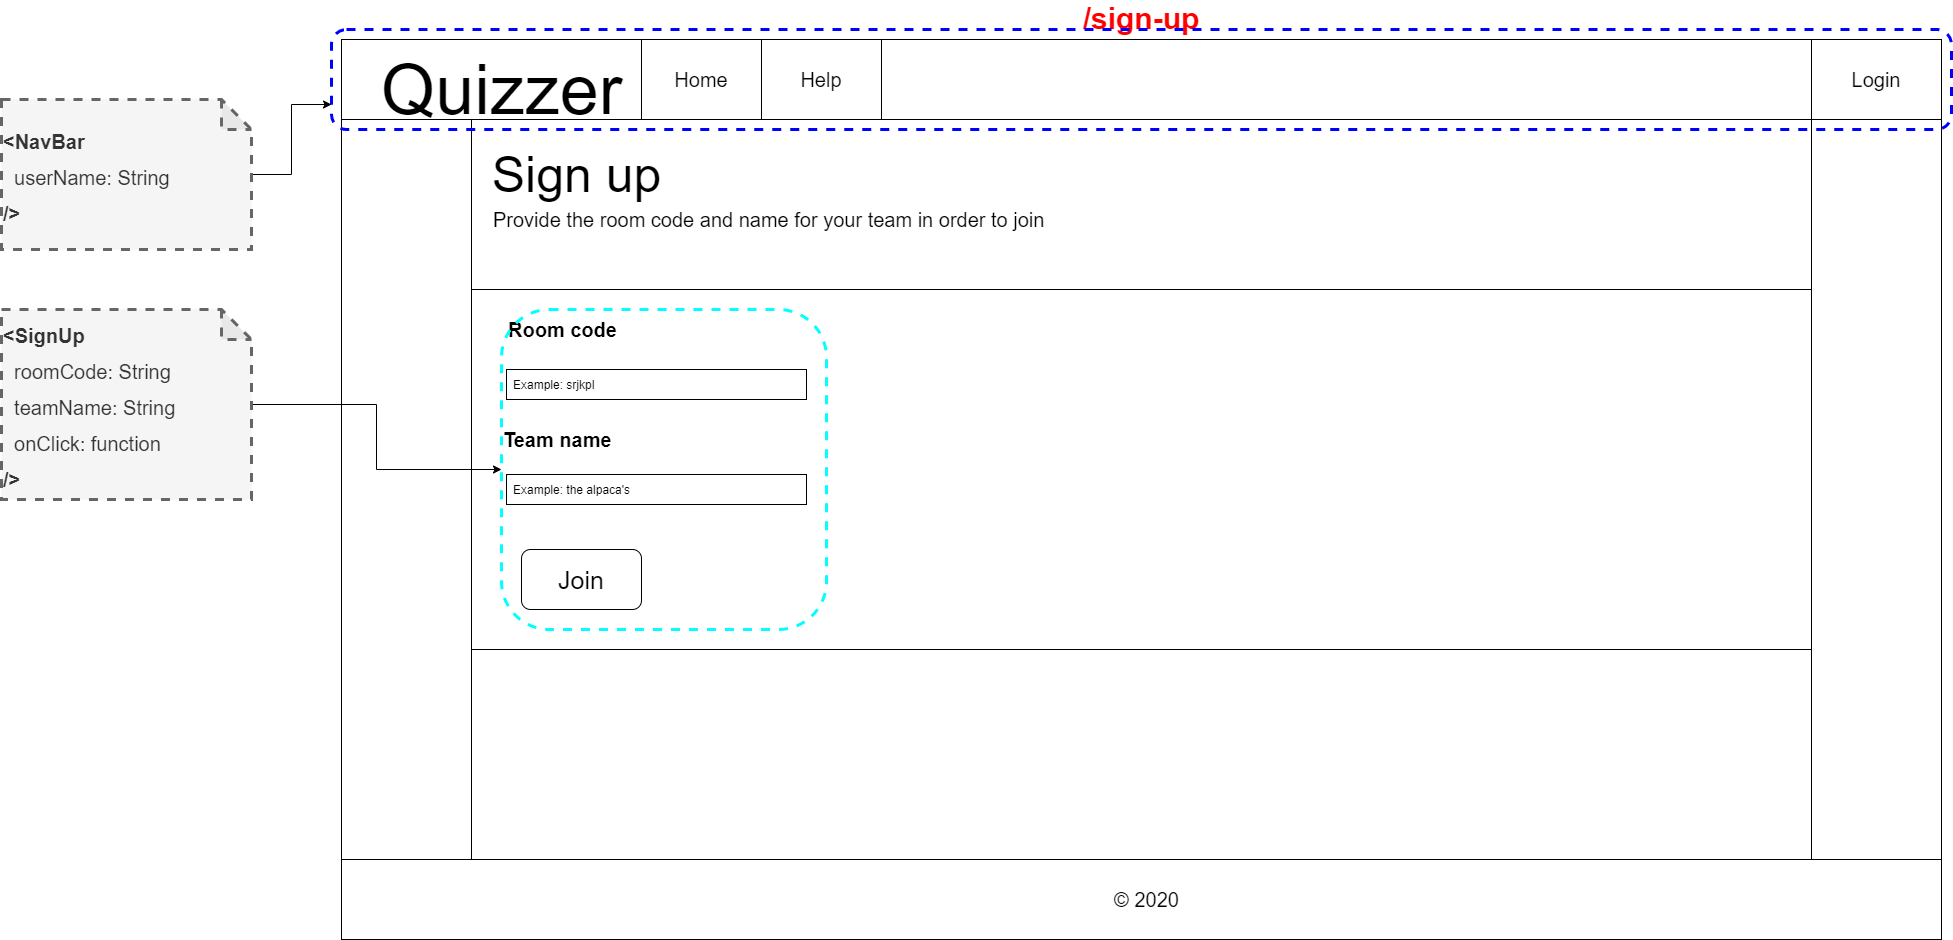 /sign-up
Quizzer
Home
Help
Login
<NavBar
userName: String
/>
Sign up
Provide the room code and name for your team in order to join
<SignUp
roomCode: String
teamName: String
onClick: function
/>
Room code
Example: srjkpl
Team name
Example: the alpaca's
Join
© 2020